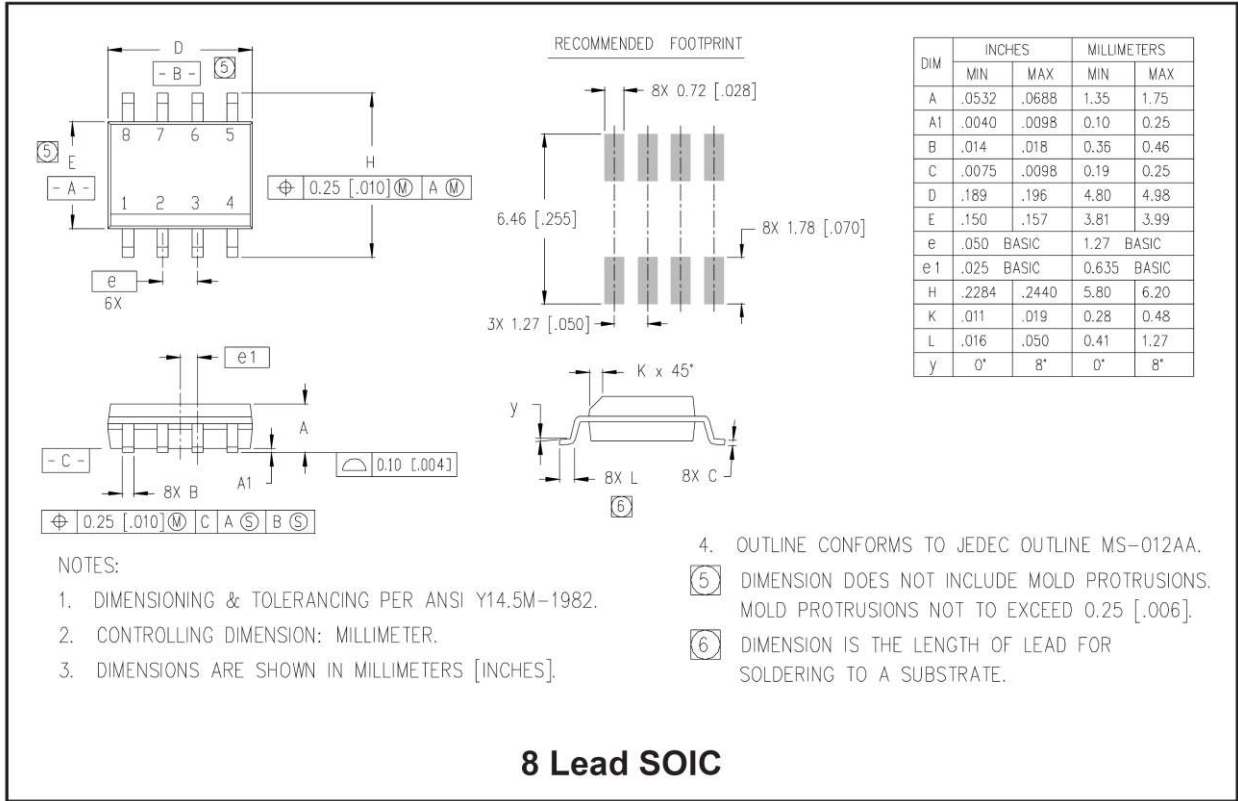 D
- B -
5
8 7 6 5
5
E
- A -
H
⌖ 0.25 [.010] Ⓜ A Ⓜ
1 2 3 4
e
6X
RECOMMENDED FOOTPRINT
8X 0.72 [.028]
6.46 [.255]
8X 1.78 [.070]
3X 1.27 [.050]
DIM INCHES MILLIMETERS
MIN MAX MIN MAX
A .0532 .0688 1.35 1.75
A1 .0040 .0098 0.10 0.25
B .014 .018 0.36 0.46
C .0075 .0098 0.19 0.25
D .189 .196 4.80 4.98
E .150 .157 3.81 3.99
e .050 BASIC 1.27 BASIC
e1 .025 BASIC 0.635 BASIC
H .2284 .2440 5.80 6.20
K .011 .019 0.28 0.48
L .016 .050 0.41 1.27
y 0° 8° 0° 8°
e1
A
- C -
8X B
A1
⌓ 0.10 [.004]
⌖ 0.25 [.010] Ⓜ C A Ⓢ B Ⓢ
K x 45°
y
8X L
6
8X C
NOTES:
1. DIMENSIONING & TOLERANCING PER ANSI Y14.5M-1982.
2. CONTROLLING DIMENSION: MILLIMETER.
3. DIMENSIONS ARE SHOWN IN MILLIMETERS [INCHES].
4. OUTLINE CONFORMS TO JEDEC OUTLINE MS-012AA.
5 DIMENSION DOES NOT INCLUDE MOLD PROTRUSIONS.
MOLD PROTRUSIONS NOT TO EXCEED 0.25 [.006].
6 DIMENSION IS THE LENGTH OF LEAD FOR
SOLDERING TO A SUBSTRATE.
8 Lead SOIC